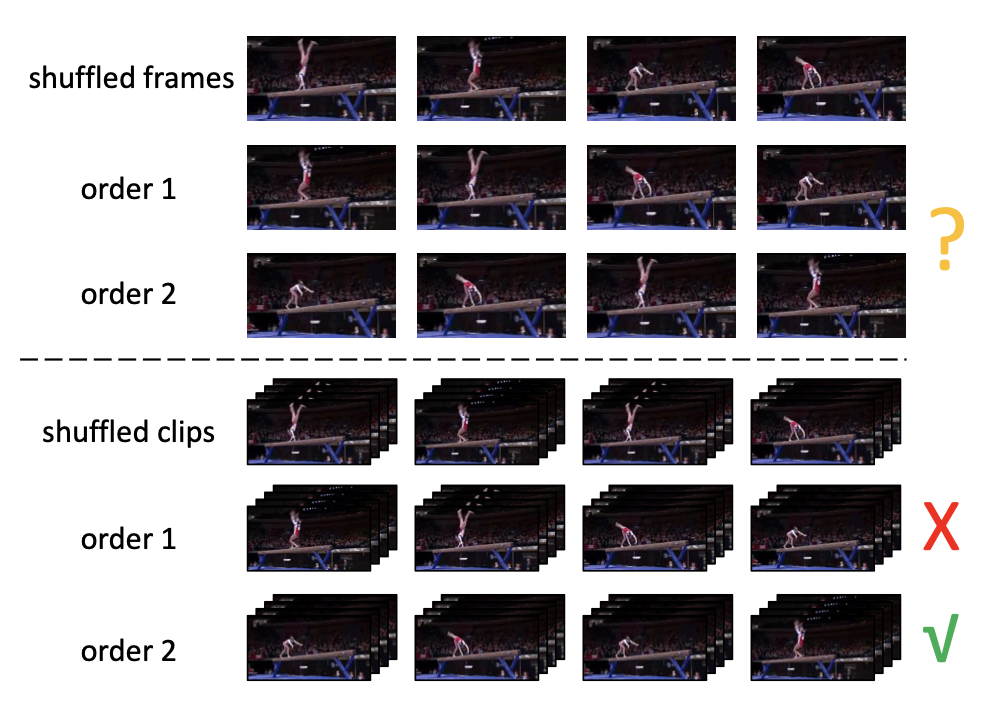 shuffled frames
order 1
order 2
?
shuffled clips
order 1
X
order 2
√